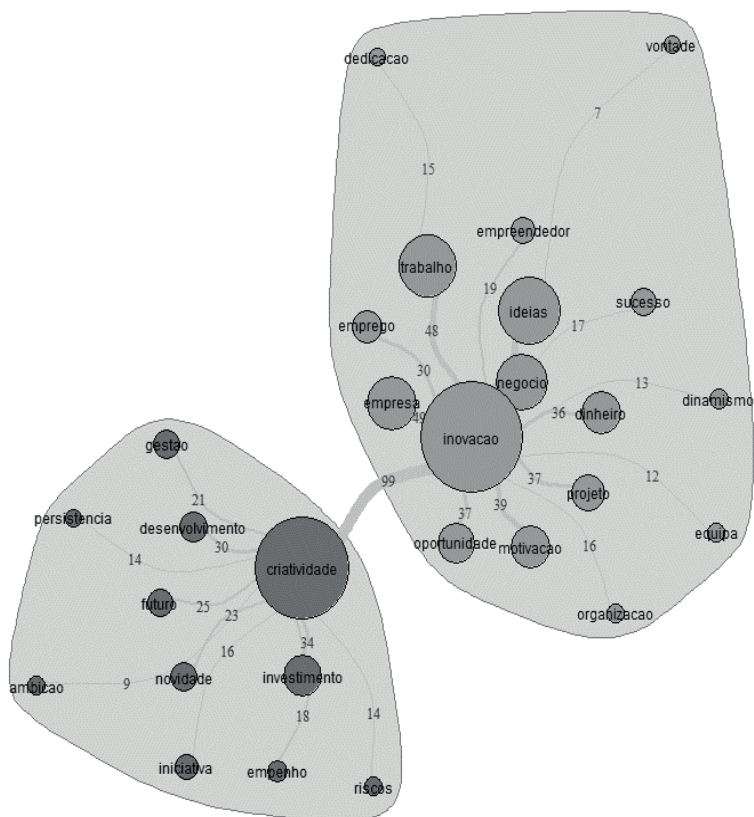 dedicacao
vontade
7
15
empreendedor
trabalho
19
ideias
sucesso
17
emprego
48
30
negocio
13
dinamismo
empresa
49
36
dinheiro
inovacao
gestao
99
37
12
21
projeto
persistencia
desenvolvimento
37
39
equipa
30
oportunidade
motivacao
16
14
criatividade
futuro
25
23
organizacao
34
16
ambicao
9
novidade
investimento
18
14
iniciativa
empenho
riscos